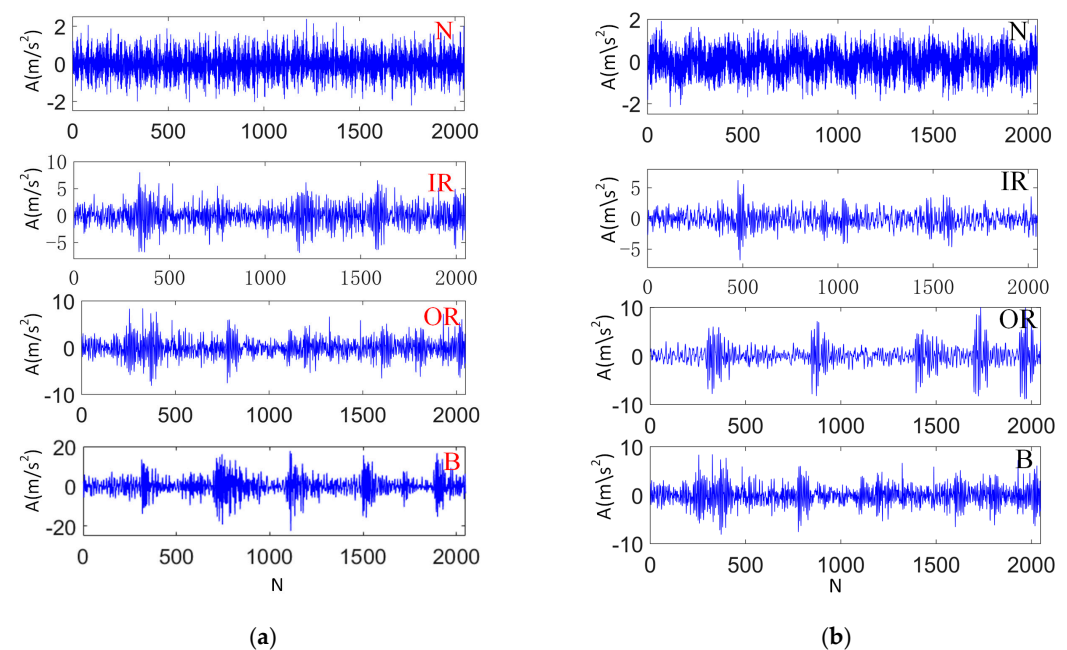 A(m/s²) 2 0 -2 N
0 500 1000 1500 2000
A(m/s²) 10 5 0 −5 IR
0 500 1000 1500 2000
A(m/s²) 10 0 -10 OR
0 500 1000 1500 2000
A(m/s²) 20 0 -20 B
0 500 1000 1500 2000
N
(a)
A(m\s²) 2 0 -2 N
0 500 1000 1500 2000
A(m\s²) 5 0 −5 IR
0 500 1000 1500 2000
A(m\s²) 10 0 -10 OR
0 500 1000 1500 2000
A(m\s²) 10 0 -10 B
0 500 1000 1500 2000
N
(b)